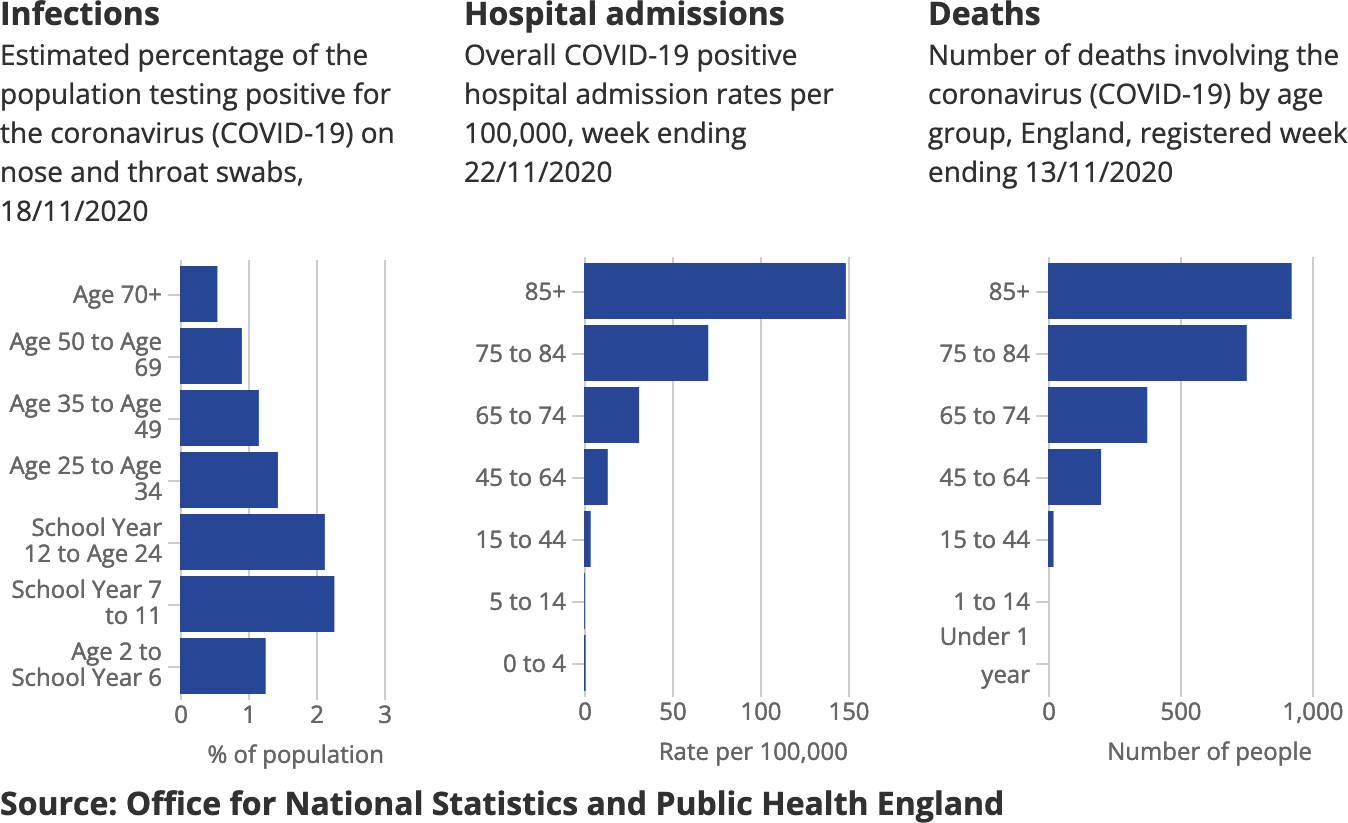 Infections
Estimated percentage of the
population testing positive for
the coronavirus (COVID-19) on
nose and throat swabs,
18/11/2020
Age 70+
Age 50 to Age
69
Age 35 to Age
49
Age 25 to Age
34
School Year
12 to Age 24
School Year 7
to 11
Age 2 to
School Year 6
0 1 2 3
% of population
Hospital admissions
Overall COVID-19 positive
hospital admission rates per
100,000, week ending
22/11/2020
85+
75 to 84
65 to 74
45 to 64
15 to 44
5 to 14
0 to 4
0 50 100 150
Rate per 100,000
Deaths
Number of deaths involving the
coronavirus (COVID-19) by age
group, England, registered week
ending 13/11/2020
85+
75 to 84
65 to 74
45 to 64
15 to 44
1 to 14
Under 1
year
0 500 1,000
Number of people
Source: Office for National Statistics and Public Health England